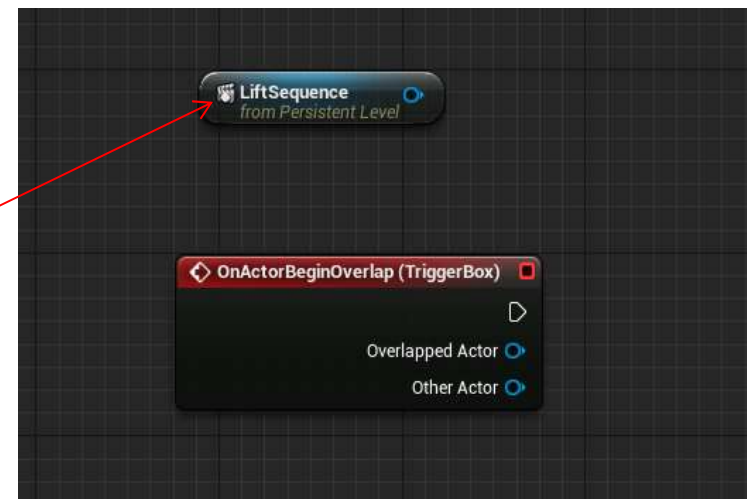 LiftSequence
from Persistent Level
OnActorBeginOverlap (TriggerBox)
Overlapped Actor
Other Actor